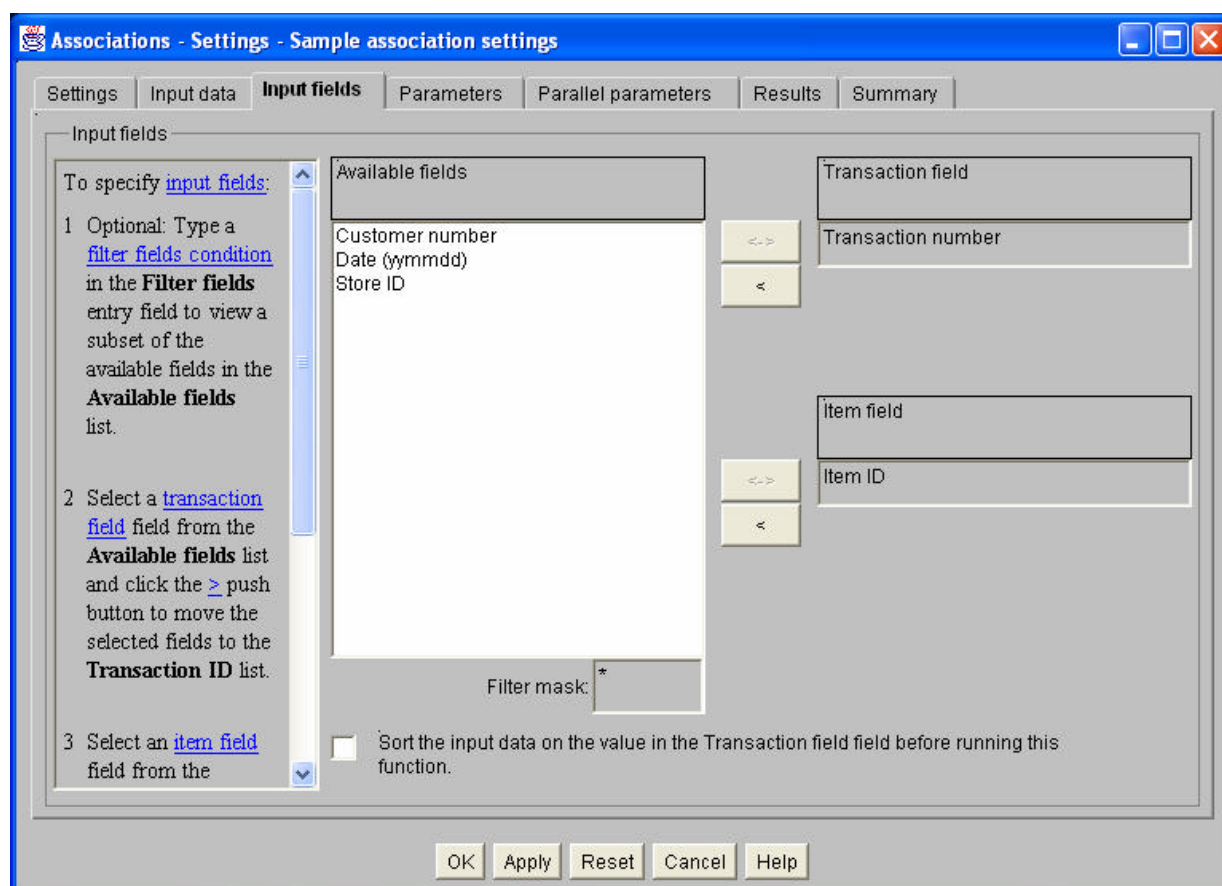 Associations - Settings - Sample association settings
Settings
Input data
Input fields
Parameters
Parallel parameters
Results
Summary
Input fields
To specify input fields:
1 Optional: Type a
filter fields condition
in the Filter fields
entry field to view a
subset of the
available fields in the
Available fields
list.
2 Select a transaction
field field from the
Available fields list
and click the > push
button to move the
selected fields to the
Transaction ID list.
3 Select an item field
field from the
Available fields
Customer number
Date (yymmdd)
Store ID
Filter mask: *
<->
<
Transaction field
Transaction number
<->
<
Item field
Item ID
Sort the input data on the value in the Transaction field field before running this
function.
OK
Apply
Reset
Cancel
Help